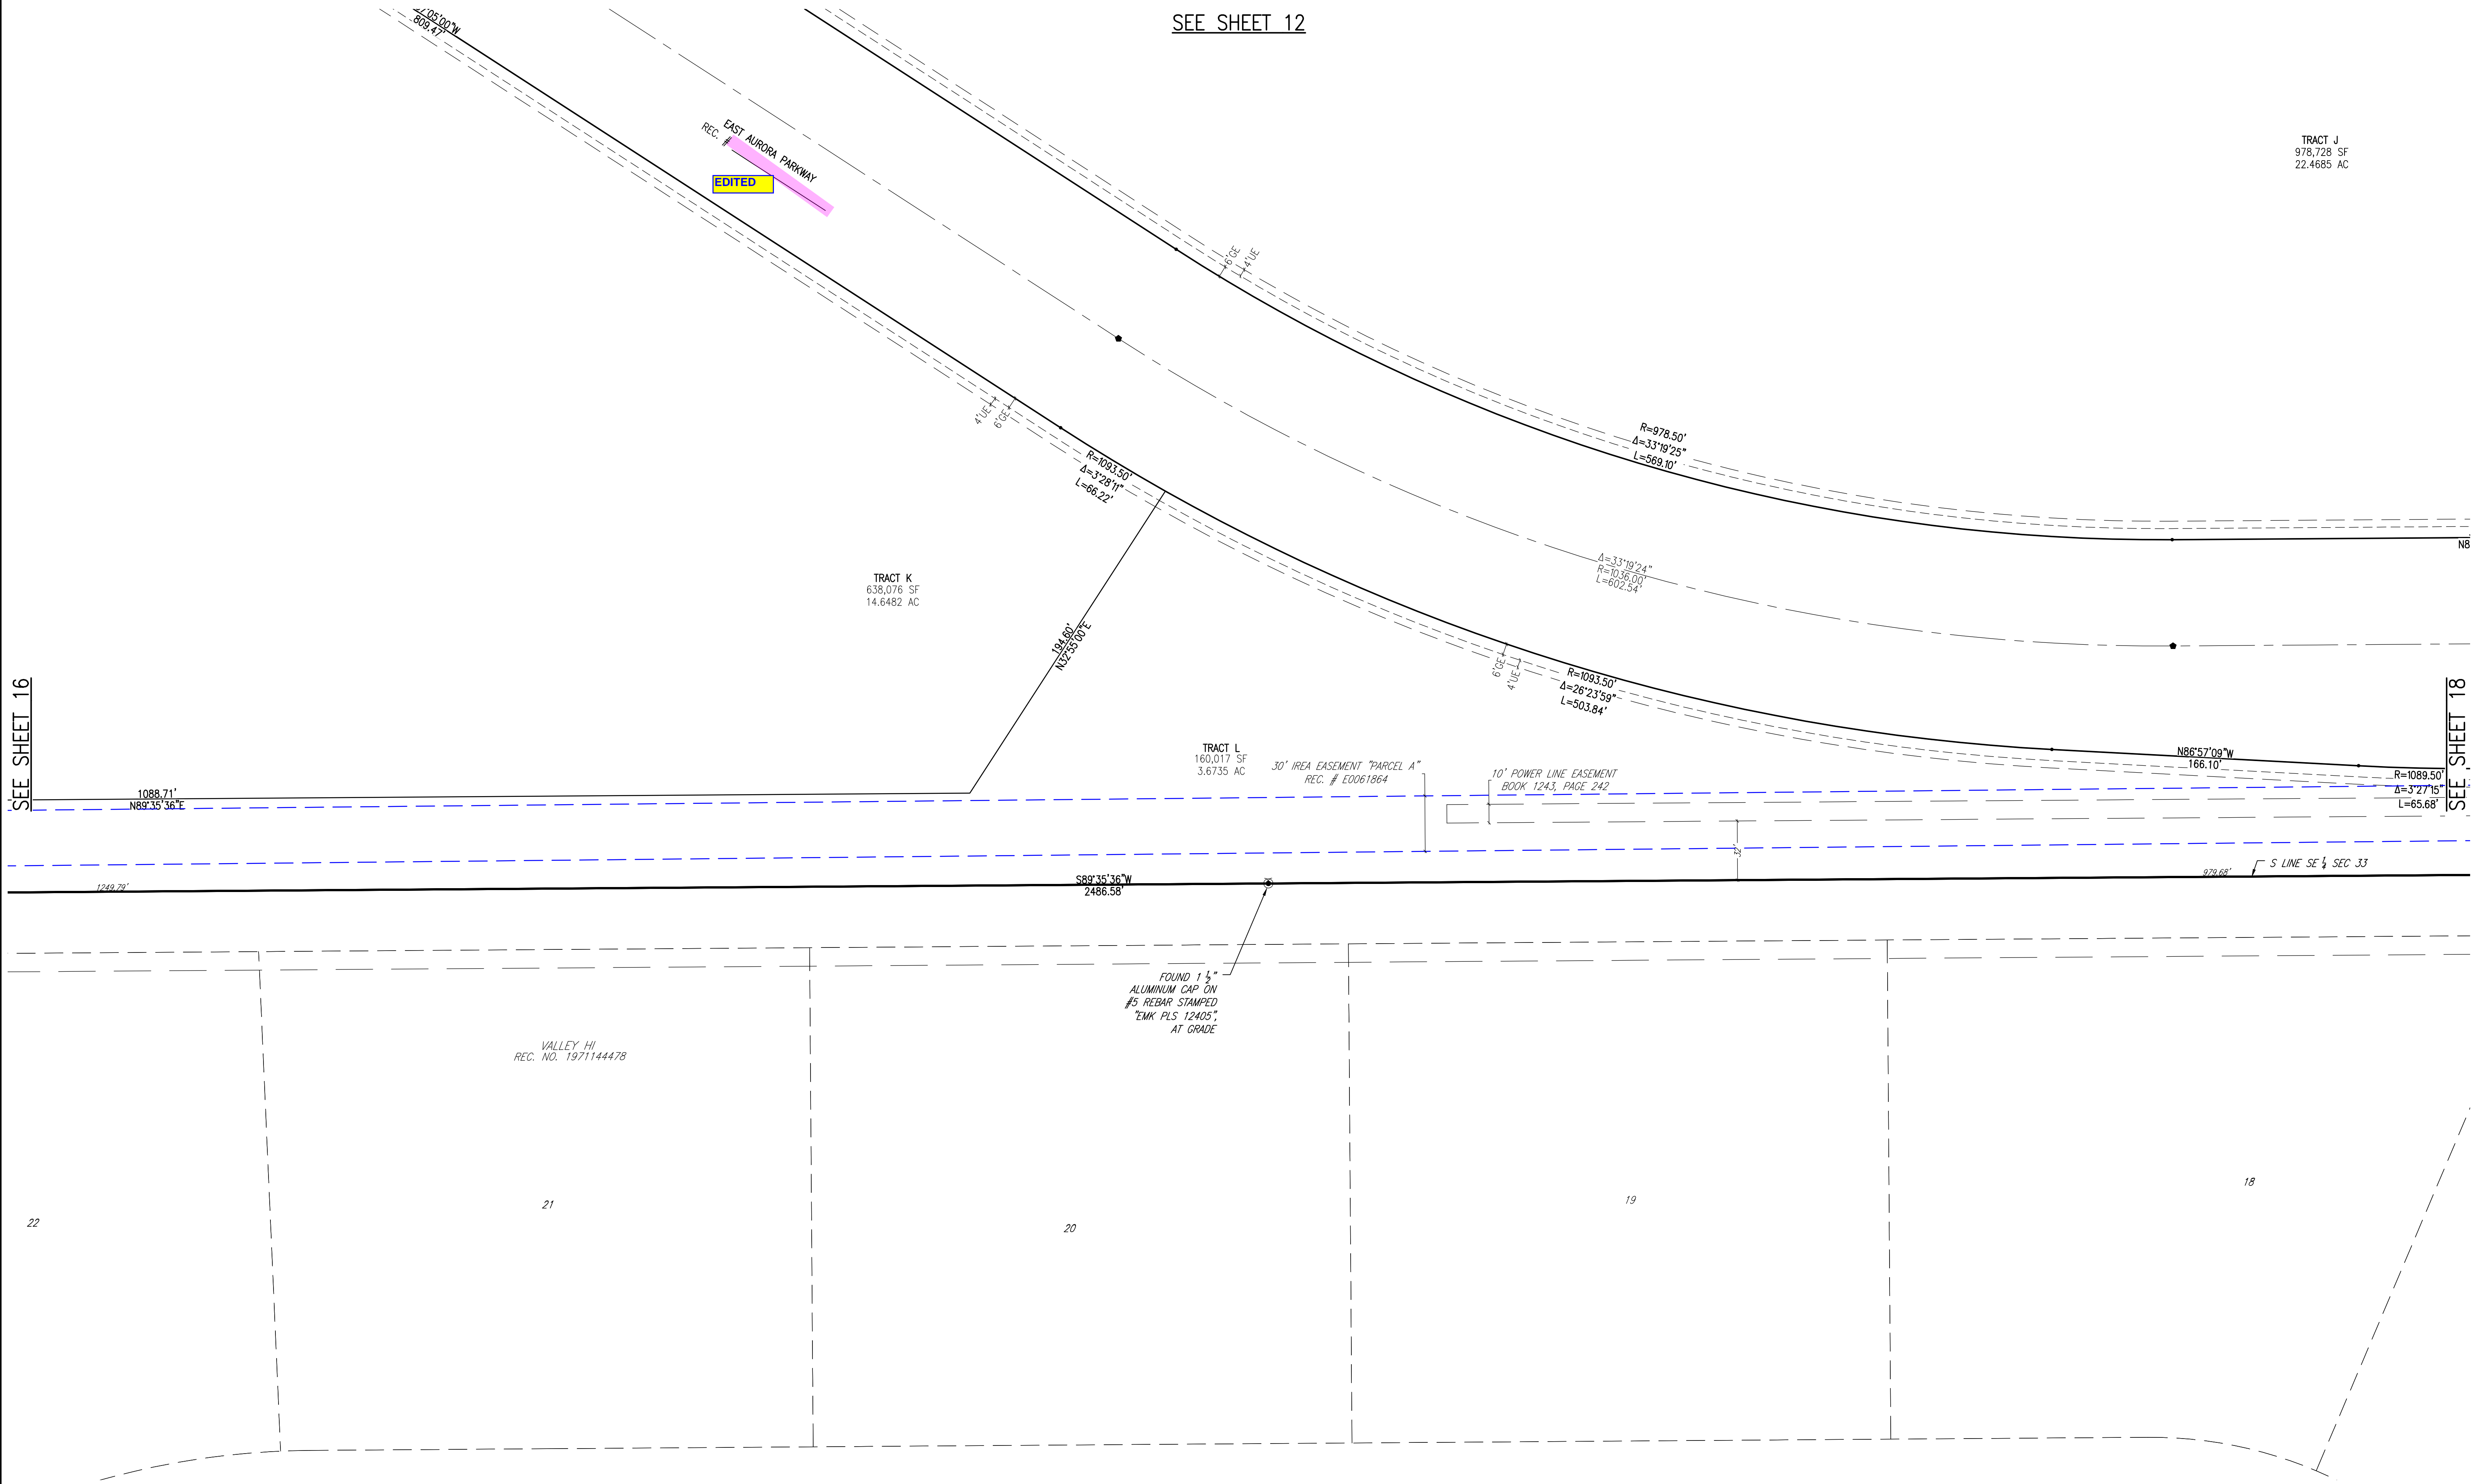 SEE SHEET 12
27°05'00"W
809.47'
EAST AURORA PARKWAY
REC. #
EDITED
TRACT J
978,728 SF
22.4685 AC
6'GE
4'UE
4'UE
6'GE
R=1093.50'
Δ=3°28'11"
L=66.22'
R=978.50'
Δ=33°19'25"
L=569.10'
Δ=33°19'24"
R=1036.00'
L=602.54'
N8
TRACT K
638,076 SF
14.6482 AC
194.60'
N32°55'00"E
6'GE
4'UE
R=1093.50'
Δ=26°23'59"
L=503.84'
SEE SHEET 16
SEE SHEET 18
TRACT L
160,017 SF
3.6735 AC
30' IREA EASEMENT "PARCEL A"
REC. # E0061864
10' POWER LINE EASEMENT
BOOK 1243, PAGE 242
N86°57'09"W
166.10'
R=1089.50'
Δ=3°27'15"
L=65.68'
1088.71'
N89°35'36"E
32'
1249.79'
S89°35'36"W
2486.58'
979.68'
S LINE SE 1/4 SEC 33
FOUND 1 1/2"
ALUMINUM CAP ON
#5 REBAR STAMPED
"EMK PLS 12405",
AT GRADE
VALLEY HI
REC. NO. 1971144478
22
21
20
19
18